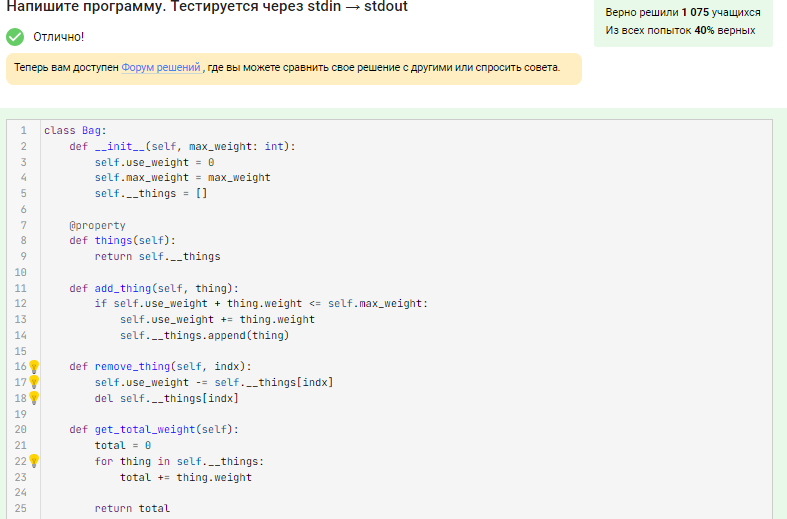 Напишите программу. Тестируется через stdin → stdout
Верно решили 1 075 учащихся
Из всех попыток 40% верных
Отлично!
Теперь вам доступен Форум решений, где вы можете сравнить свое решение с другими или спросить совета.
1 class Bag:
2     def __init__(self, max_weight: int):
3         self.use_weight = 0
4         self.max_weight = max_weight
5         self.__things = []
6
7     @property
8     def things(self):
9         return self.__things
10
11     def add_thing(self, thing):
12         if self.use_weight + thing.weight <= self.max_weight:
13             self.use_weight += thing.weight
14             self.__things.append(thing)
15
16     def remove_thing(self, indx):
17         self.use_weight -= self.__things[indx]
18         del self.__things[indx]
19
20     def get_total_weight(self):
21         total = 0
22         for thing in self.__things:
23             total += thing.weight
24
25         return total